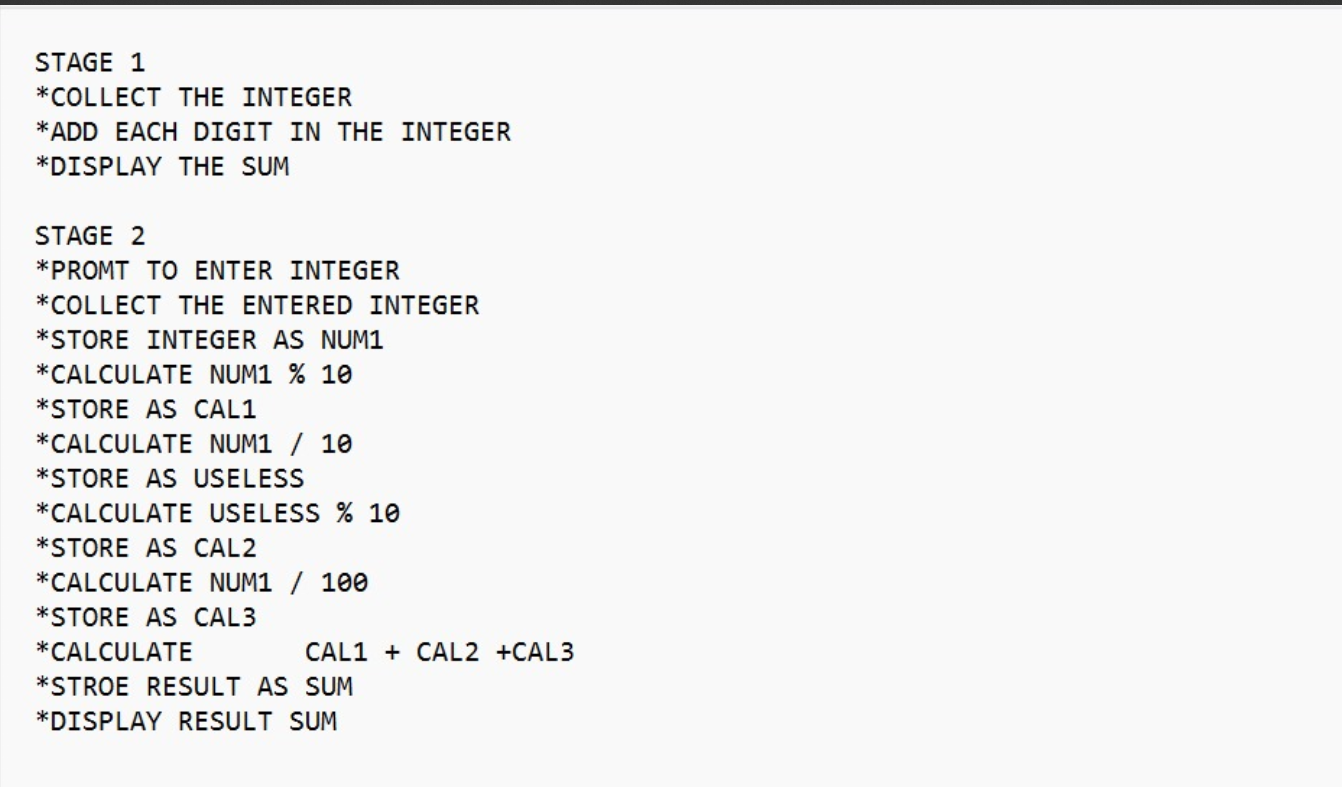 STAGE 1
*COLLECT THE INTEGER
*ADD EACH DIGIT IN THE INTEGER
*DISPLAY THE SUM
STAGE 2
*PROMT TO ENTER INTEGER
*COLLECT THE ENTERED INTEGER
*STORE INTEGER AS NUM1
*CALCULATE NUM1 % 10
*STORE AS CAL1
*CALCULATE NUM1 / 10
*STORE AS USELESS
*CALCULATE USELESS % 10
*STORE AS CAL2
*CALCULATE NUM1 / 100
*STORE AS CAL3
*CALCULATE       CAL1 + CAL2 +CAL3
*STROE RESULT AS SUM
*DISPLAY RESULT SUM